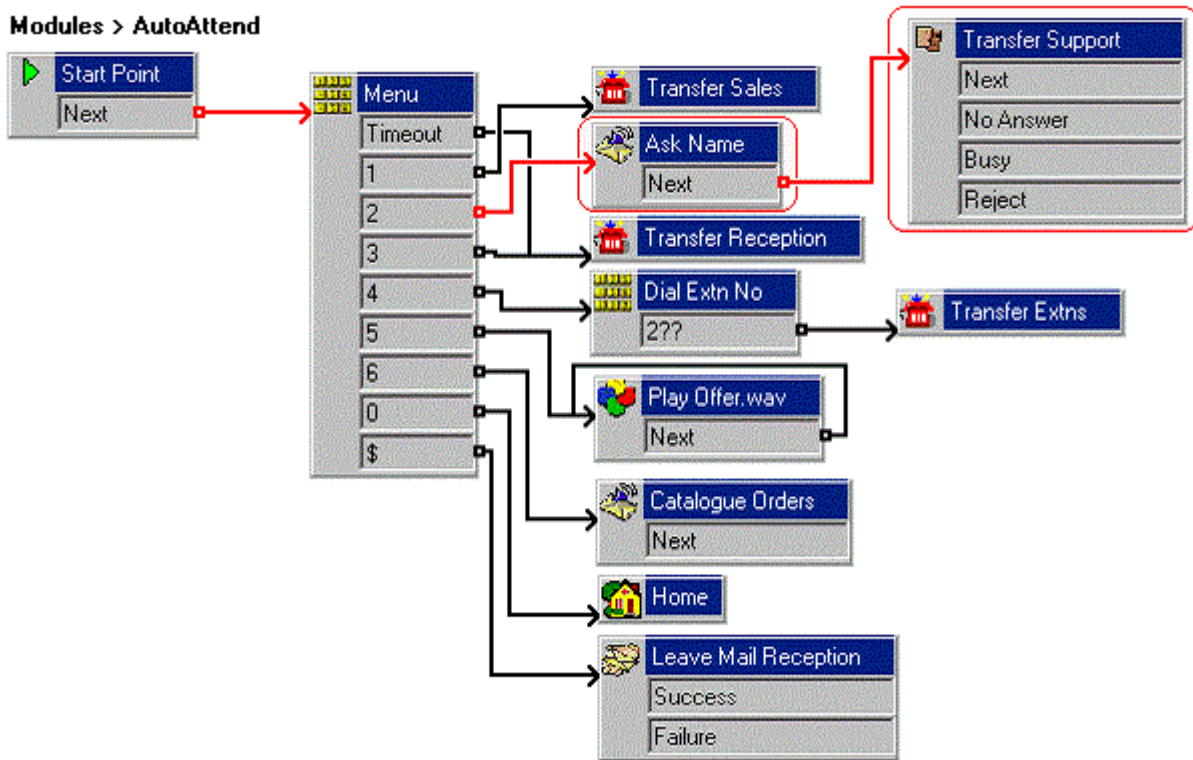 Modules > AutoAttend
Start Point
Next
Menu
Timeout
1
2
3
4
5
6
0
$
Transfer Sales
Ask Name
Next
Transfer Reception
Dial Extn No
2??
Play Offer.wav
Next
Catalogue Orders
Next
Home
Leave Mail Reception
Success
Failure
Transfer Support
Next
No Answer
Busy
Reject
Transfer Extns